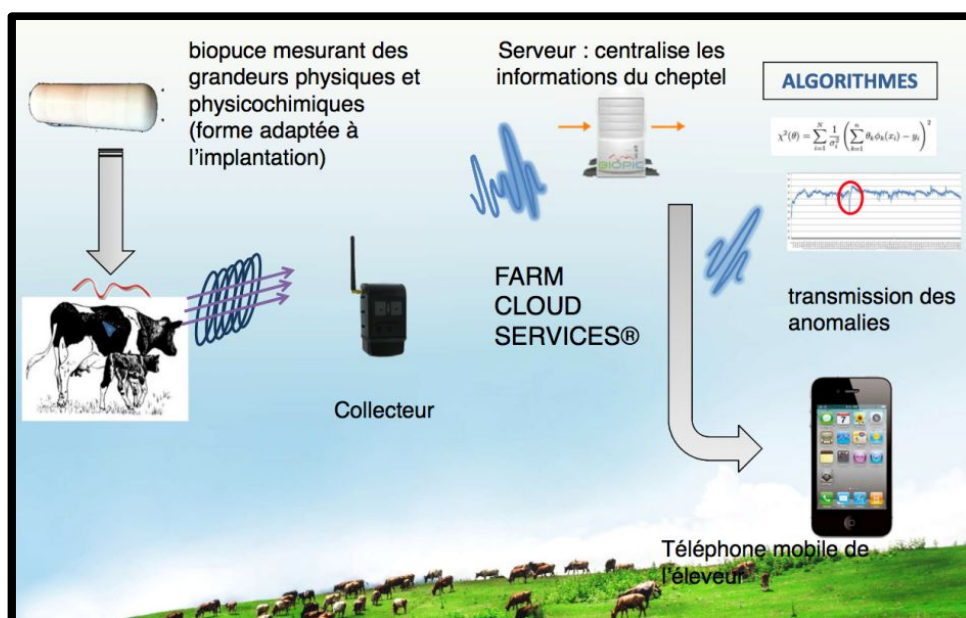 biopuce mesurant des
grandeurs physiques et
physicochimiques
(forme adaptée à
l'implantation)
Serveur : centralise les
informations du cheptel
BIOPIC
ALGORITHMES
FARM
CLOUD
SERVICES®
transmission des
anomalies
Collecteur
Téléphone mobile de
l'éleveur